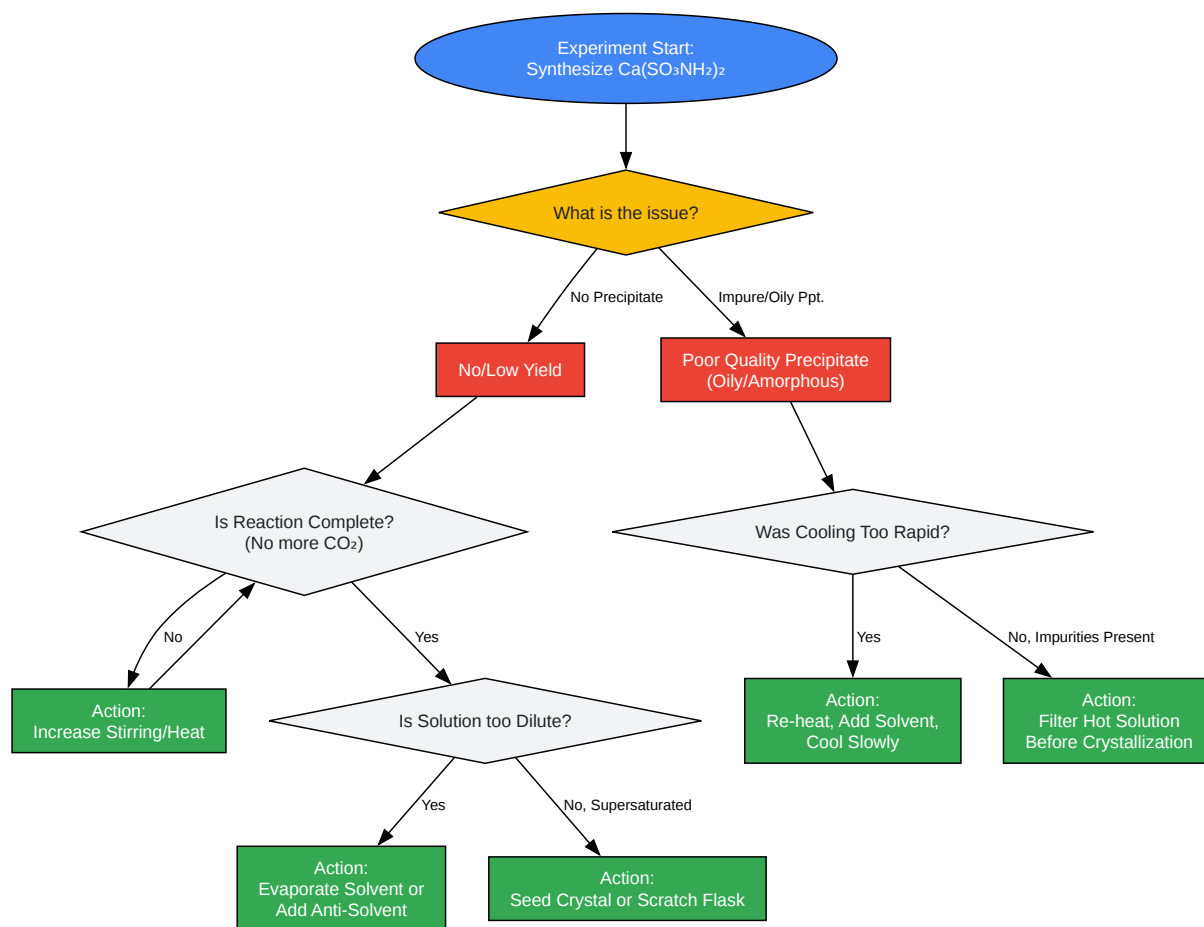 Experiment Start:
Synthesize Ca(SO₃NH₂)₂
What is the issue?
No Precipitate
Impure/Oily Ppt.
No/Low Yield
Poor Quality Precipitate
(Oily/Amorphous)
Is Reaction Complete?
(No more CO₂)
Was Cooling Too Rapid?
No
Yes
Yes
No, Impurities Present
Action:
Increase Stirring/Heat
Is Solution too Dilute?
Action:
Re-heat, Add Solvent,
Cool Slowly
Action:
Filter Hot Solution
Before Crystallization
Yes
No, Supersaturated
Action:
Evaporate Solvent or
Add Anti-Solvent
Action:
Seed Crystal or Scratch Flask